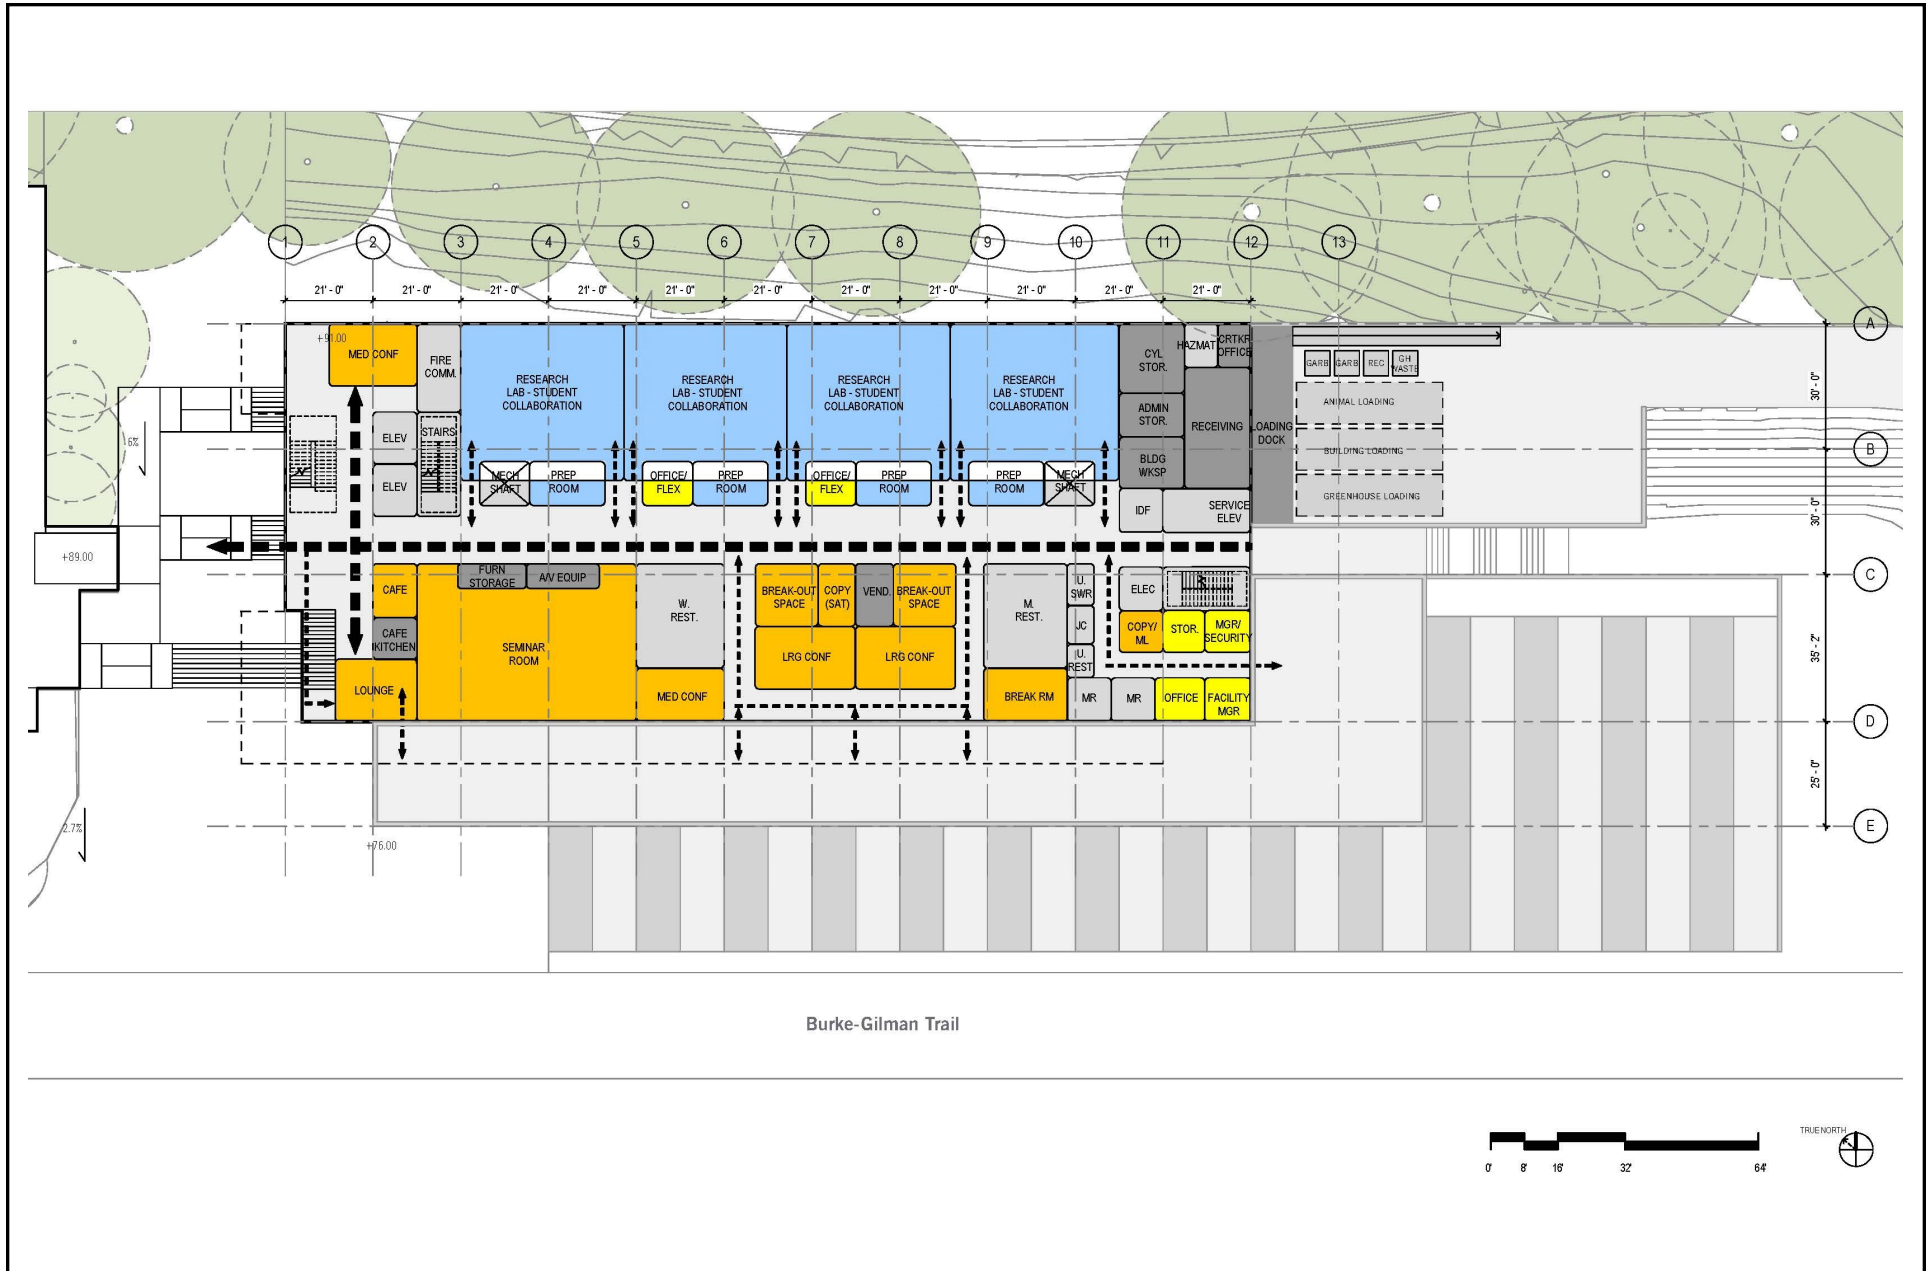 1 2 3 4 5 6 7 8 9 10 11 12 13
21' - 0" 21' - 0" 21' - 0" 21' - 0" 21' - 0" 21' - 0" 21' - 0" 21' - 0" 21' - 0" 21' - 0" 21' - 0"
A
B
C
D
E
30' - 0"
30' - 0"
35' - 2"
25' - 0"
+91.00
MED CONF
FIRE
COMM.
RESEARCH
LAB - STUDENT
COLLABORATION
RESEARCH
LAB - STUDENT
COLLABORATION
RESEARCH
LAB - STUDENT
COLLABORATION
RESEARCH
LAB - STUDENT
COLLABORATION
CYL
STOR.
HAZMAT
CRTKR
OFFICE
GARB
GARB
REC
GH
WASTE
ANIMAL LOADING
BUILDING LOADING
GREENHOUSE LOADING
ADMIN
STOR.
RECEIVING
LOADING
DOCK
BLDG
WKSP
6%
ELEV
STAIRS
ELEV
MECH
SHAFT
PREP
ROOM
OFFICE/
FLEX
PREP
ROOM
OFFICE/
FLEX
PREP
ROOM
PREP
ROOM
MECH
SHAFT
IDF
SERVICE
ELEV
+89.00
CAFE
FURN
STORAGE
A/V EQUIP
CAFE
KITCHEN
SEMINAR
ROOM
LOUNGE
W.
REST.
MED CONF
BREAK-OUT
SPACE
COPY
(SAT)
VEND.
BREAK-OUT
SPACE
LRG CONF
LRG CONF
M.
REST.
BREAK RM
U.
SWR
JC
U.
REST
ELEC
COPY/
ML
STOR.
MGR/
SECURITY
MR
MR
OFFICE
FACILITY
MGR
2.7%
+76.00
Burke-Gilman Trail
TRUE NORTH
0' 8' 16' 32' 64'